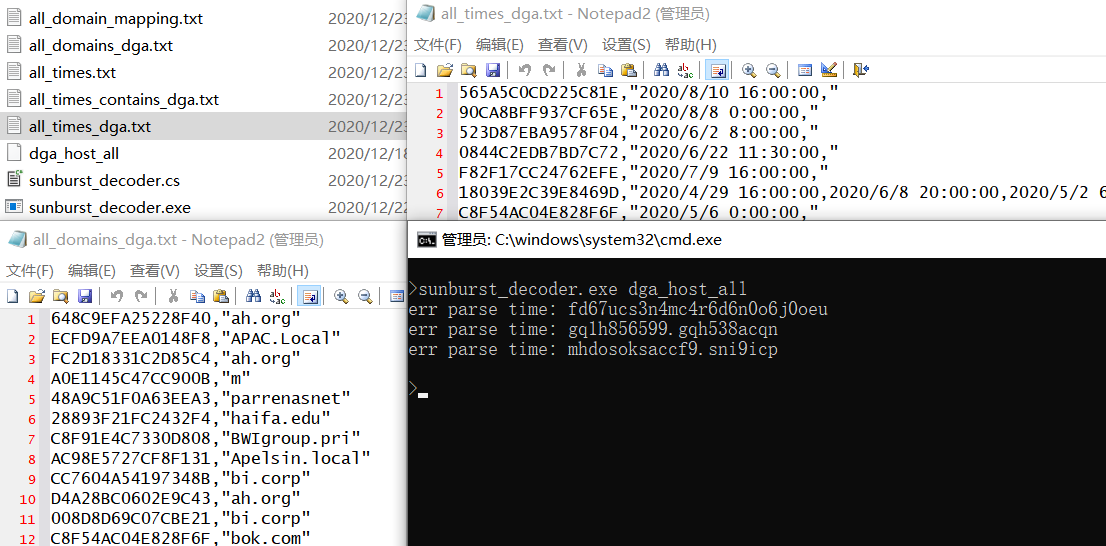 all_domain_mapping.txt 2020/12/23
all_domains_dga.txt 2020/12/23
all_times.txt 2020/12/23
all_times_contains_dga.txt 2020/12/23
all_times_dga.txt 2020/12/23
dga_host_all 2020/12/18
sunburst_decoder.cs 2020/12/23
sunburst_decoder.exe 2020/12/22
all_times_dga.txt - Notepad2 (管理员)
文件(F) 编辑(E) 查看(V) 设置(S) 帮助(H)
1 565A5C0CD225C81E,"2020/8/10 16:00:00,"
2 90CA8BFF937CF65E,"2020/8/8 0:00:00,"
3 523D87EBA9578F04,"2020/6/2 8:00:00,"
4 0844C2EDB7BD7C72,"2020/6/22 11:30:00,"
5 F82F17CC24762EFE,"2020/7/9 16:00:00,"
6 18039E2C39E8469D,"2020/4/29 16:00:00,2020/6/8 20:00:00,2020/5/2 6
7 C8F54AC04E828F6F,"2020/5/6 0:00:00,"
all_domains_dga.txt - Notepad2 (管理员)
文件(F) 编辑(E) 查看(V) 设置(S) 帮助(H)
1 648C9EFA25228F40,"ah.org"
2 ECFD9A7EEA0148F8,"APAC.Local"
3 FC2D18331C2D85C4,"ah.org"
4 A0E1145C47CC900B,"m"
5 48A9C51F0A63EEA3,"parrenasnet"
6 28893F21FC2432F4,"haifa.edu"
7 C8F91E4C7330D808,"BWIgroup.pri"
8 AC98E5727CF8F131,"Apelsin.local"
9 CC7604A54197348B,"bi.corp"
10 D4A28BC0602E9C43,"ah.org"
11 008D8D69C07CBE21,"bi.corp"
12 C8F54AC04E828F6F,"bok.com"
管理员: C:\windows\system32\cmd.exe
>sunburst_decoder.exe dga_host_all
err parse time: fd67ucs3n4mc4r6d6n0o6j0oeu
err parse time: gq1h856599.gqh538acqn
err parse time: mhdosoksaccf9.sni9icp
>